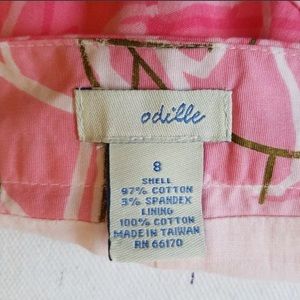 odille
8
SHELL
97% COTTON
3% SPANDEX
LINING
100% COTTON
MADE IN TAIWAN
RN 66170